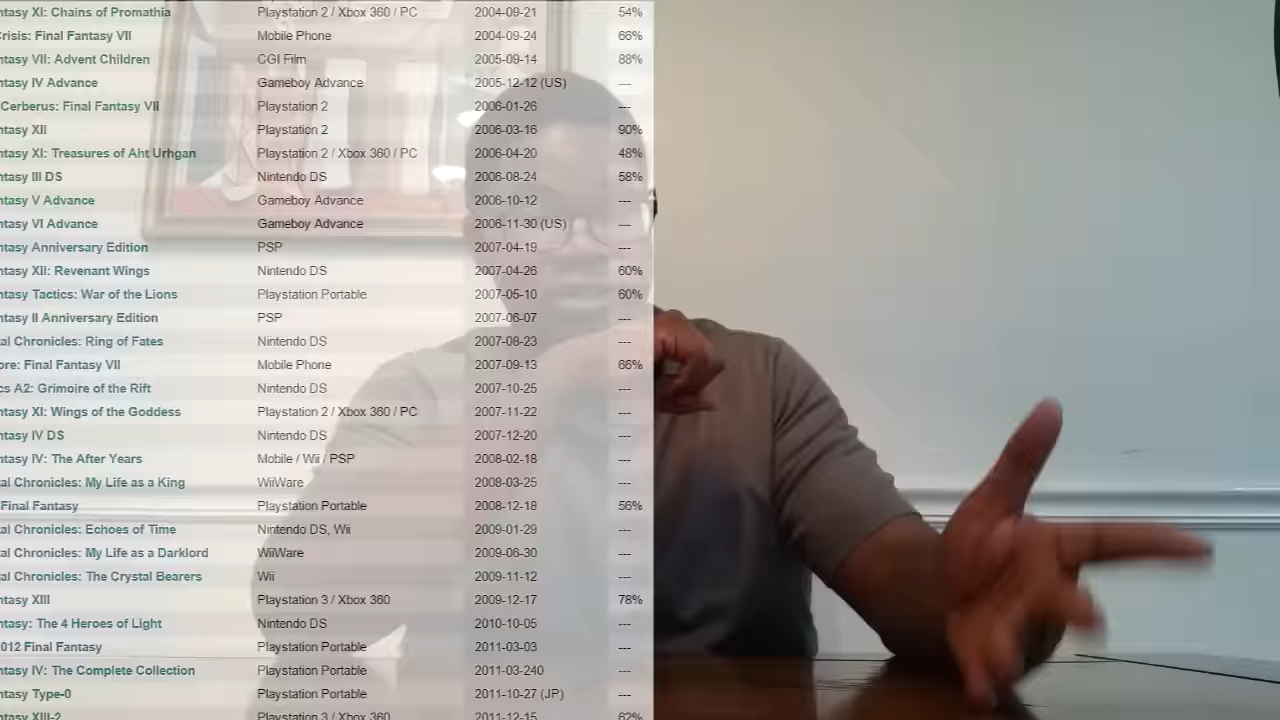 ntasy XI: Chains of Promathia Playstation 2 / Xbox 360 / PC 2004-09-21 54%
Crisis: Final Fantasy VII Mobile Phone 2004-09-24 66%
ntasy VII: Advent Children CGI Film 2005-09-14 88%
ntasy IV Advance Gameboy Advance 2005-12-12 (US) ---
Cerberus: Final Fantasy VII Playstation 2 2006-01-26 ---
ntasy XII Playstation 2 2006-03-16 90%
ntasy XI: Treasures of Aht Urhgan Playstation 2 / Xbox 360 / PC 2006-04-20 48%
ntasy III DS Nintendo DS 2006-08-24 58%
ntasy V Advance Gameboy Advance 2006-10-12 ---
ntasy VI Advance Gameboy Advance 2006-11-30 (US) ---
ntasy Anniversary Edition PSP 2007-04-19 ---
ntasy XII: Revenant Wings Nintendo DS 2007-04-26 60%
ntasy Tactics: War of the Lions Playstation Portable 2007-05-10 60%
ntasy II Anniversary Edition PSP 2007-06-07 ---
al Chronicles: Ring of Fates Nintendo DS 2007-08-23 ---
ore: Final Fantasy VII Mobile Phone 2007-09-13 66%
cs A2: Grimoire of the Rift Nintendo DS 2007-10-25 ---
ntasy XI: Wings of the Goddess Playstation 2 / Xbox 360 / PC 2007-11-22 ---
ntasy IV DS Nintendo DS 2007-12-20 ---
ntasy IV: The After Years Mobile / Wii / PSP 2008-02-18 ---
al Chronicles: My Life as a King WiiWare 2008-03-25 ---
Final Fantasy Playstation Portable 2008-12-18 56%
al Chronicles: Echoes of Time Nintendo DS, Wii 2009-01-29 ---
al Chronicles: My Life as a Darklord WiiWare 2009-06-30 ---
al Chronicles: The Crystal Bearers Wii 2009-11-12 ---
ntasy XIII Playstation 3 / Xbox 360 2009-12-17 78%
ntasy: The 4 Heroes of Light Nintendo DS 2010-10-05 ---
012 Final Fantasy Playstation Portable 2011-03-03 ---
ntasy IV: The Complete Collection Playstation Portable 2011-03-240 ---
ntasy Type-0 Playstation Portable 2011-10-27 (JP) ---
ntasy XIII-2 Playstation 3 / Xbox 360 2011-12-15 62%